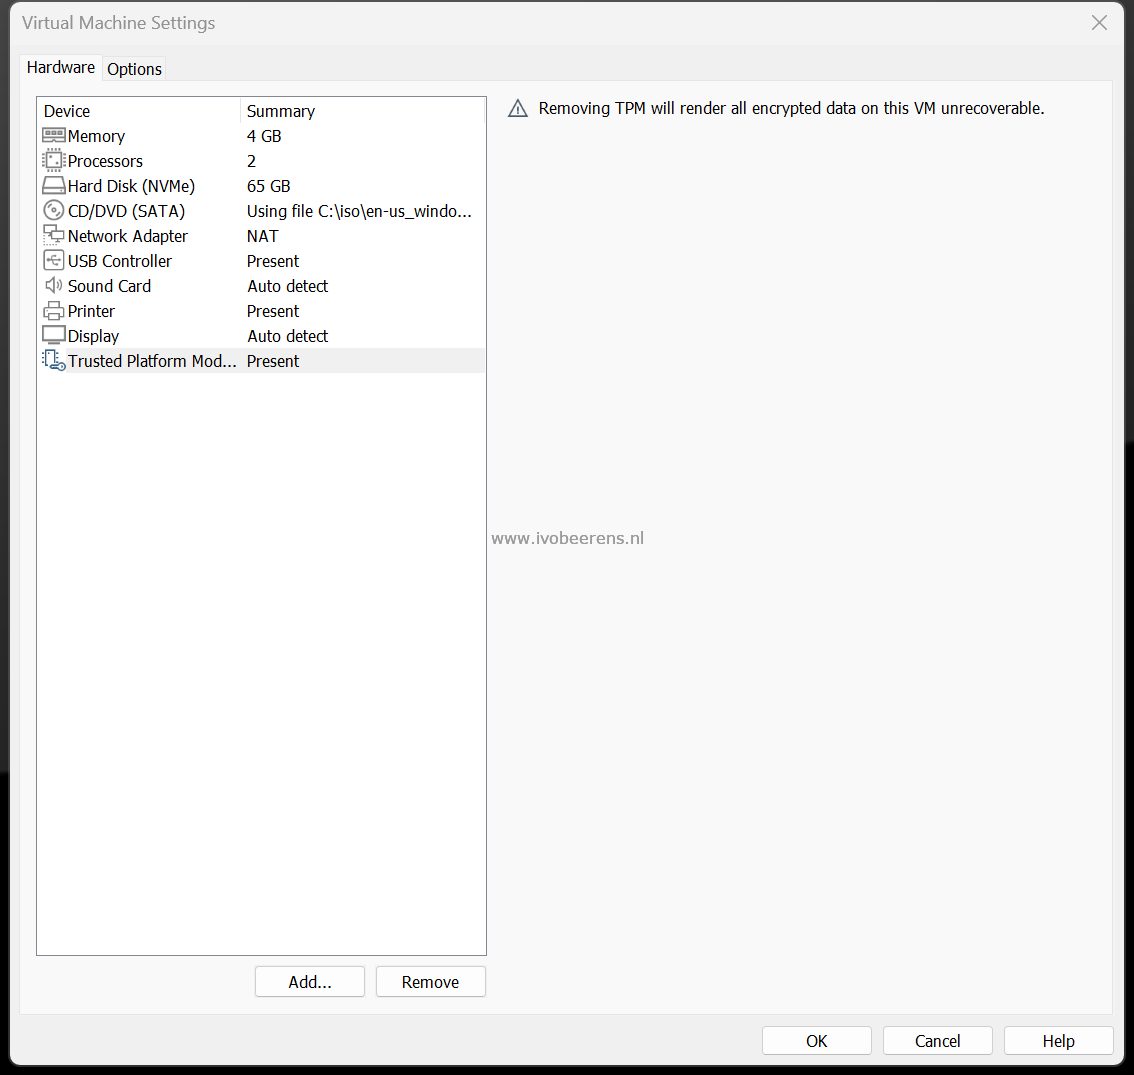 Virtual Machine Settings
Hardware Options
Device Summary
Memory 4 GB
Processors 2
Hard Disk (NVMe) 65 GB
CD/DVD (SATA) Using file C:\iso\en-us_windo...
Network Adapter NAT
USB Controller Present
Sound Card Auto detect
Printer Present
Display Auto detect
Trusted Platform Mod... Present
Removing TPM will render all encrypted data on this VM unrecoverable.
www.ivobeerens.nl
Add... Remove
OK Cancel Help